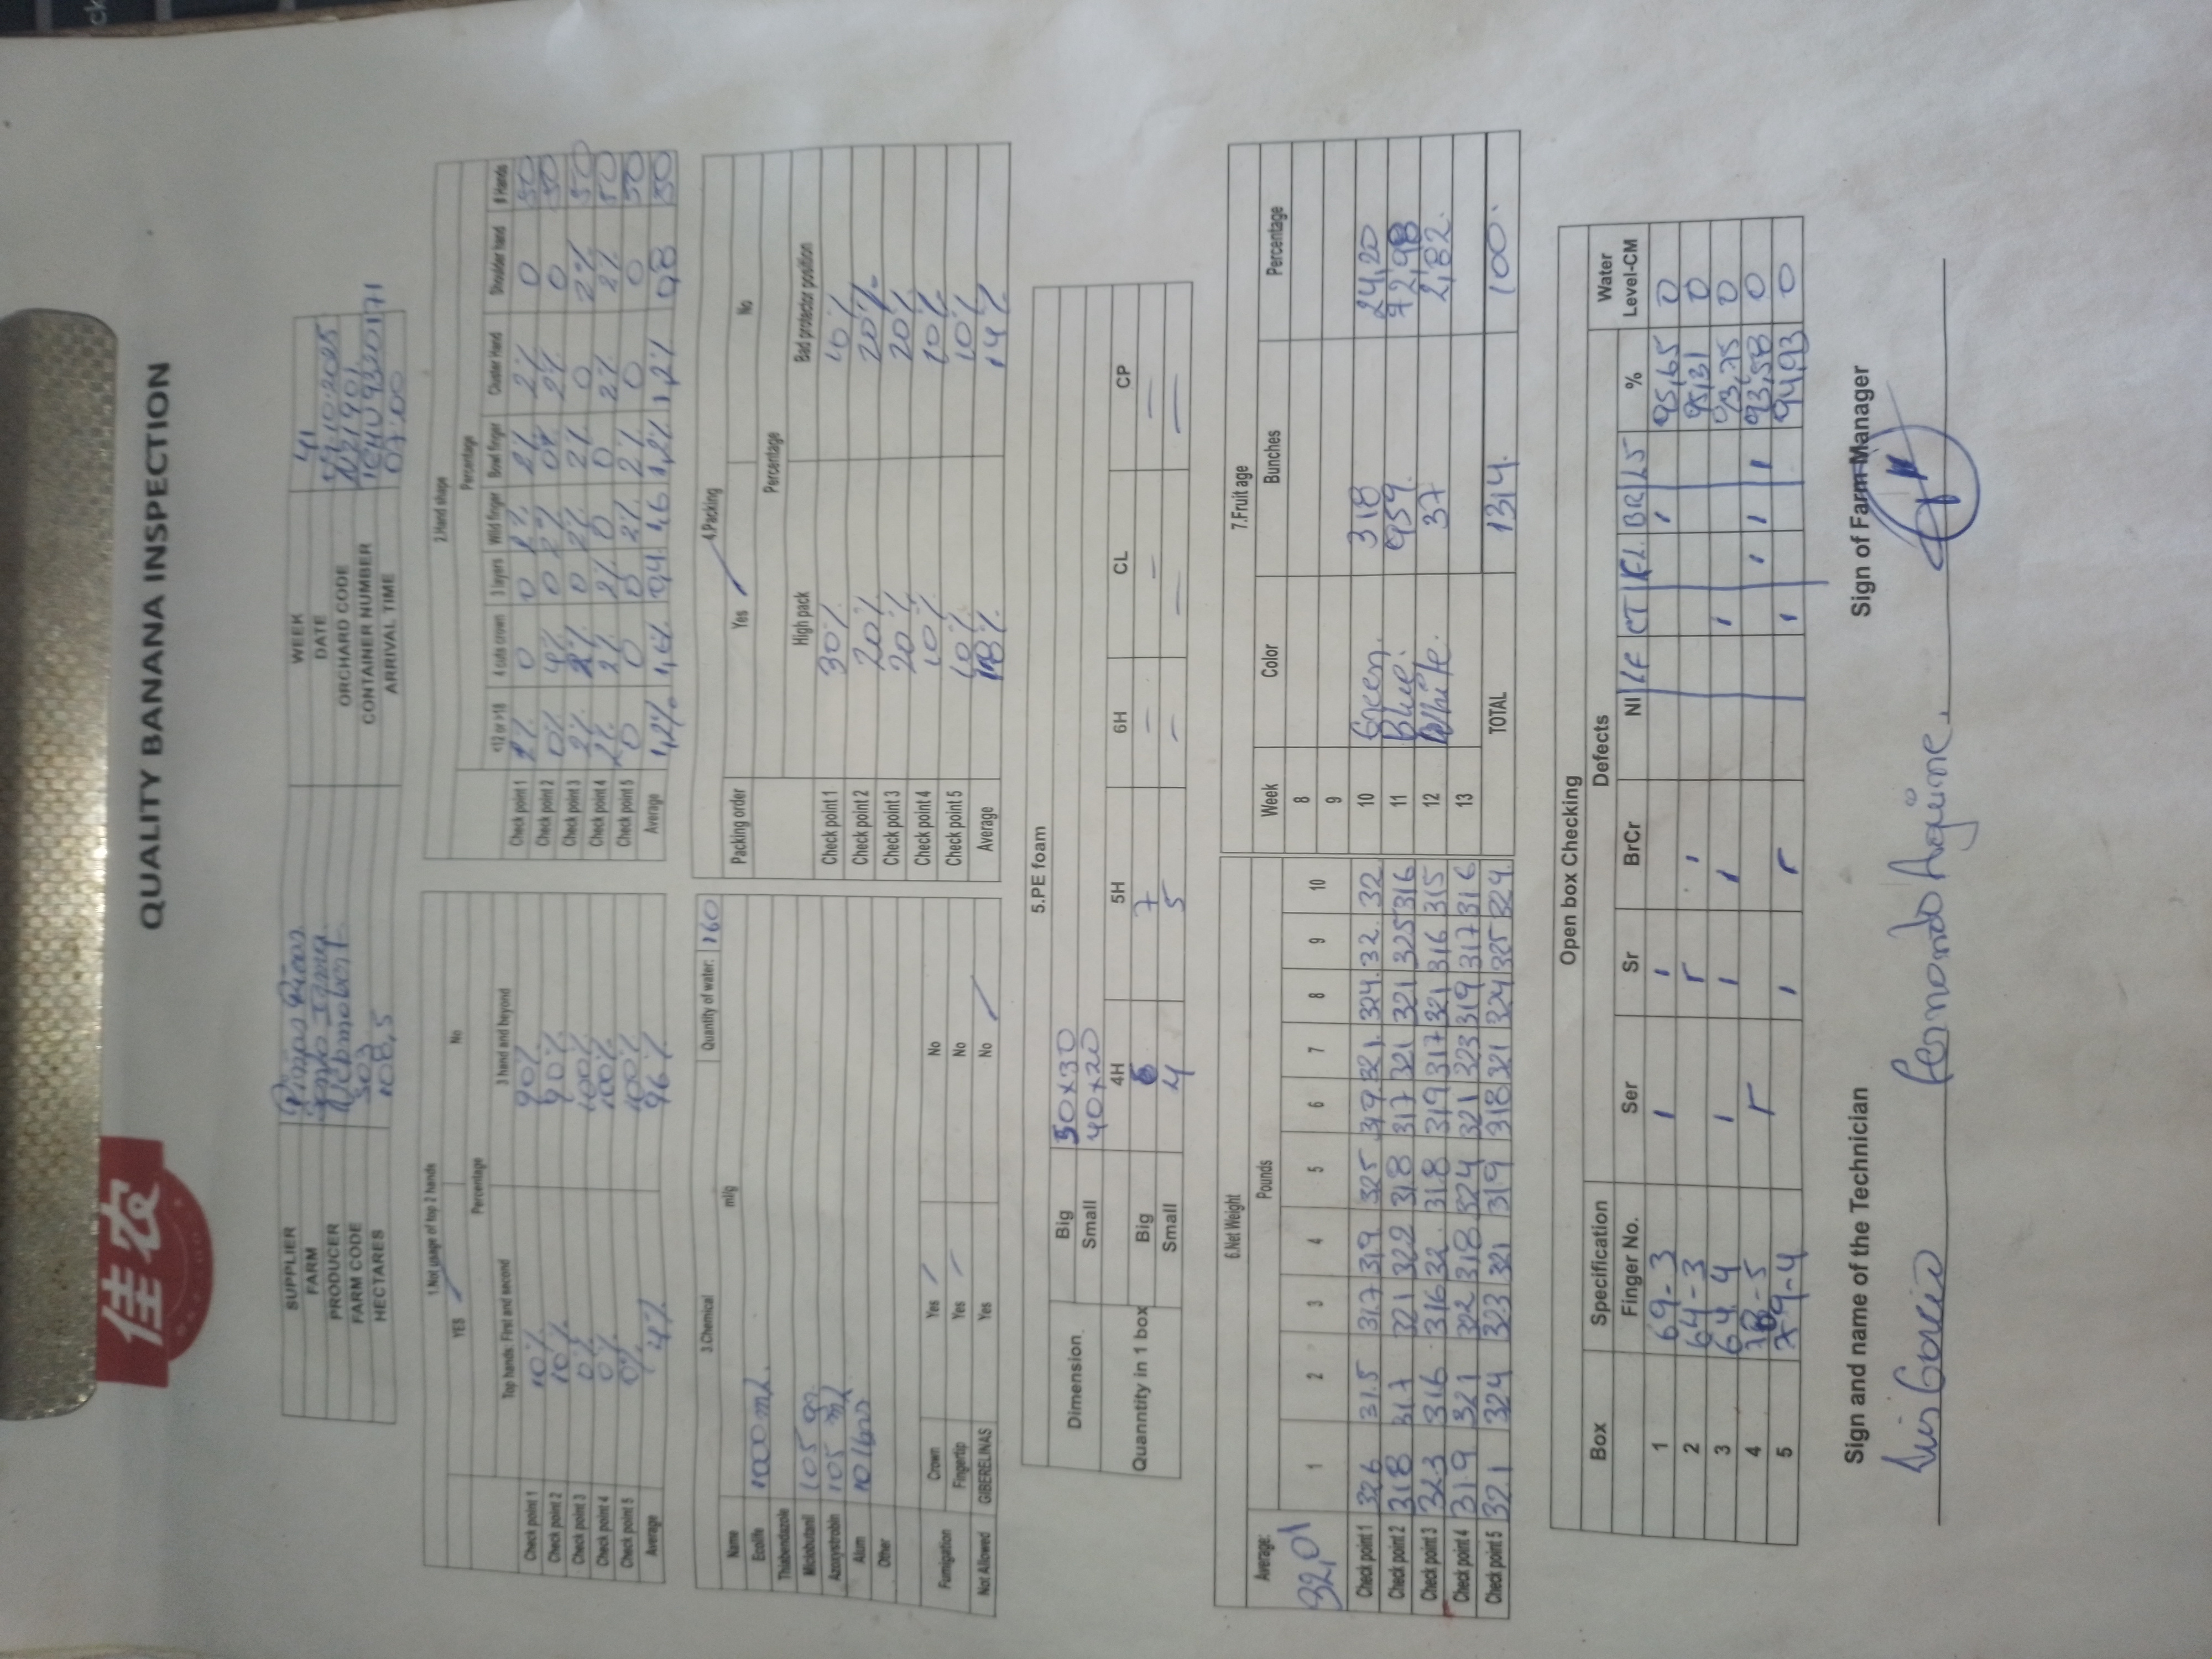 佳农
QUALITY BANANA INSPECTION
SUPPLIER Ricas WEEK 41
FARM DATE 10.2025
PRODUCER ORCHARD CODE N21901
FARM CODE 303 CONTAINER NUMBER
HECTARES 108,5 ARRIVAL TIME 07:00
1.Not usage of top 2 hands
YES ✓ No
Percentage
Top hands: First and second 3 hand and beyond
Check point 1 10% 90%
Check point 2 10% 90%
Check point 3 0% 100%
Check point 4 0% 100%
Check point 5 0% 100%
Average 4% 96%
2.Hand shape
Percentage
<12 or >18 4 cuts crown 3 layers Wild finger Bowl finger Cluster Hand Shoulder hand # Hands
Check point 1 2% 0 0 2% 2% 2% 0 50
Check point 2 0% 4% 0 2% 0% 2% 0 50
Check point 3 2% 2% 0 2% 2% 0 2% 50
Check point 4 2% 2% 2% 0 0 2% 2% 50
Check point 5 0 0 0 2% 2% 0 0 50
Average 1,2% 1,6% 0,4 1,6 1,2% 1,2% 0,8 50
3.Chemical Quantity of water: 160
Name ml/g
Ecolife 1000 ml.
Thiabendazole
Miclobutanil 105 gr
Azoxystrobin 105 ml
Alum 10 lbrs
Other
Fumigation Crown Yes ✓ No
Fingertip Yes ✓ No
Not Allowed GIBERELINAS Yes No ✓
4.Packing
Packing order Yes ✓ No
Percentage
High pack Bad protector position
Check point 1 30% 10%
Check point 2 20% 20%
Check point 3 20% 20%
Check point 4 10% 10%
Check point 5 10% 10%
Average 18% 14%
5.PE foam
Dimension Big 50x30
Small 40x20
4H 5H 6H CL CP
Quanntity in 1 box Big 6 7 — — —
Small 4 5 — — —
6.Net Weight
Average: Pounds
32,01 1 2 3 4 5 6 7 8 9 10
Check point 1 32.6 31.5 31.7 31.9 32.5 31.9 32.1 32.4 32. 32
Check point 2 31.8 31.7 32.1 32.2 31.8 31.7 32.1 32.1 32.5 31.6
Check point 3 32.3 31.6 31.6 32. 31.8 31.9 31.7 32.1 31.6 31.5
Check point 4 31.9 32.1 32.2 31.8 32.4 32.1 32.3 31.9 31.7 31.6
Check point 5 32.1 32.4 32.3 32.1 31.9 31.8 32.1 32.4 32.5 32.4
7.Fruit age
Week Color Bunches Percentage
8
9
10 Green. 318 24,20
11 Blue. 959. 72,98
12 White. 37 2,82.
13
TOTAL 1314. 100.
Open box Checking
Box Specification Defects Water
Finger No. Ser Sr BrCr NI LF CT FL. BR LS % Level-CM
1 69-3 1 1 1 95,65 0
2 64-3 1 1 95,31 0
3 64-4 1 1 1 1 93,75 0
4 78-5 1 1 1 93,58 0
5 79-4 1 1 94,93 0
Sign and name of the Technician Sign of Farm Manager
Luis Garcia Fernando Aguirre.